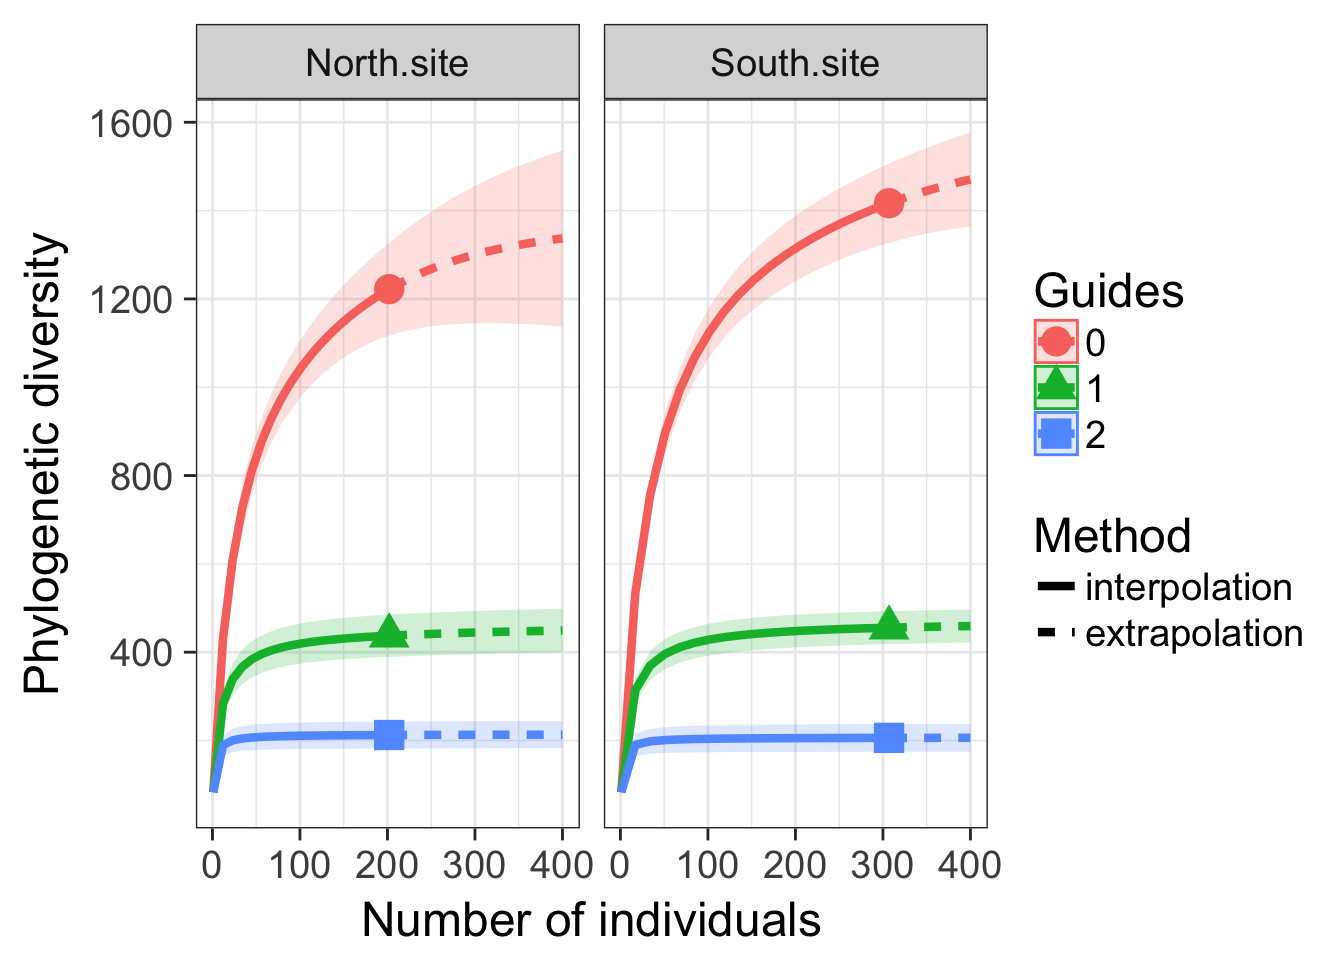 North.site South.site
1600
1200
800
400
Phylogenetic diversity
0 100 200 300 400 0 100 200 300 400
Number of individuals
Guides
0
1
2
Method
interpolation
extrapolation